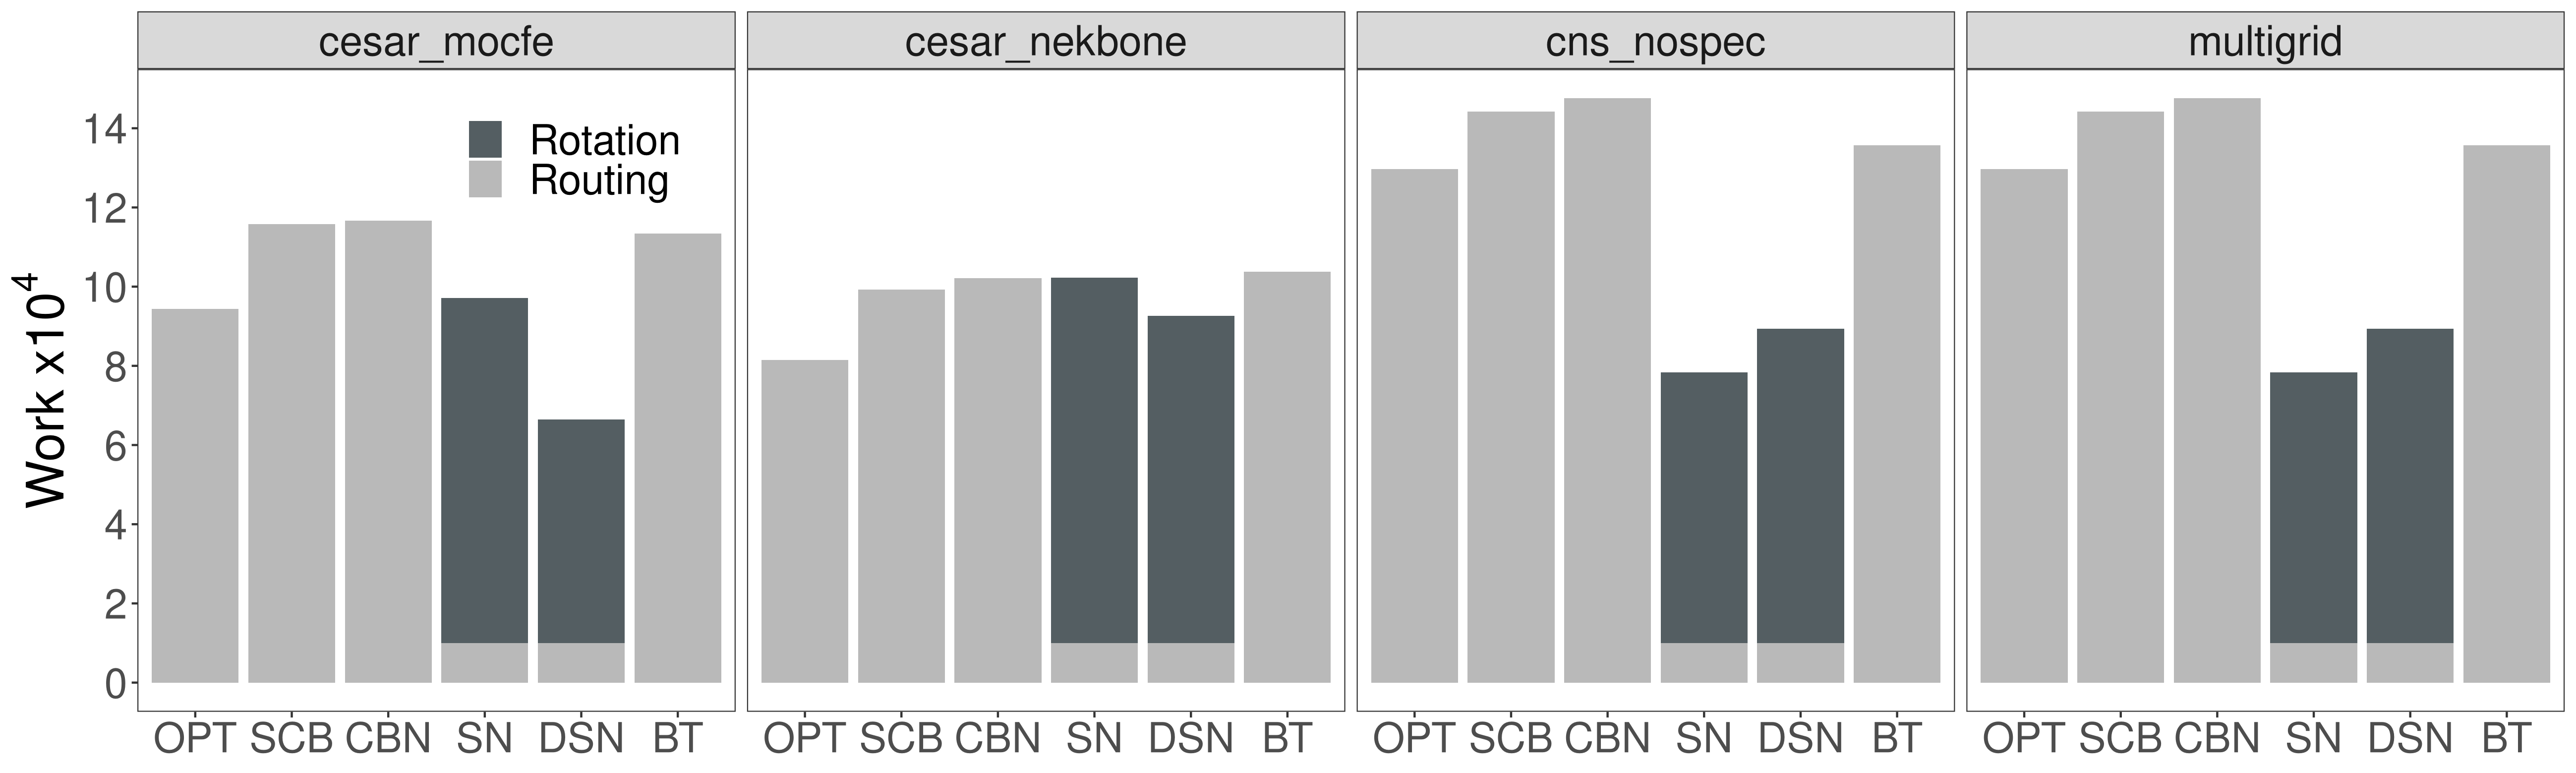 cesar_mocfe cesar_nekbone cns_nospec multigrid
Work x10⁴
14
12
10
8
6
4
2
0
Rotation
Routing
OPT SCB CBN SN DSN BT OPT SCB CBN SN DSN BT OPT SCB CBN SN DSN BT OPT SCB CBN SN DSN BT